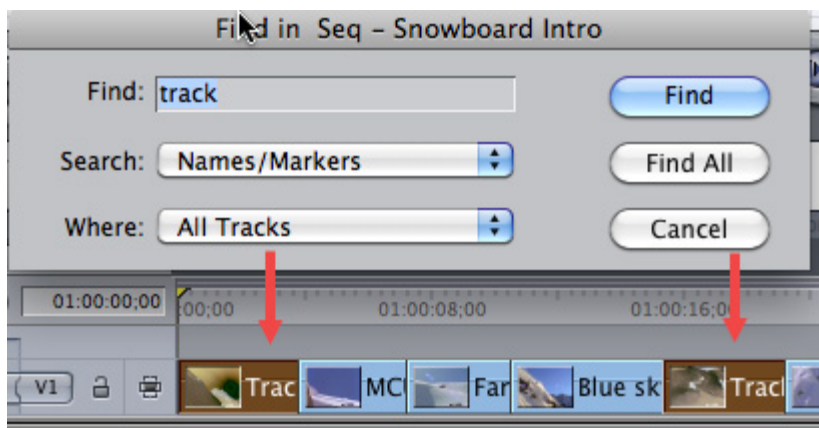 Find in Seq – Snowboard Intro
Find: track
Find
Search: Names/Markers
Find All
Where: All Tracks
Cancel
01:00:00;00
:00;00
01:00:08;00
01:00:16;0
V1
Trac
MC
Far
Blue sk
Track